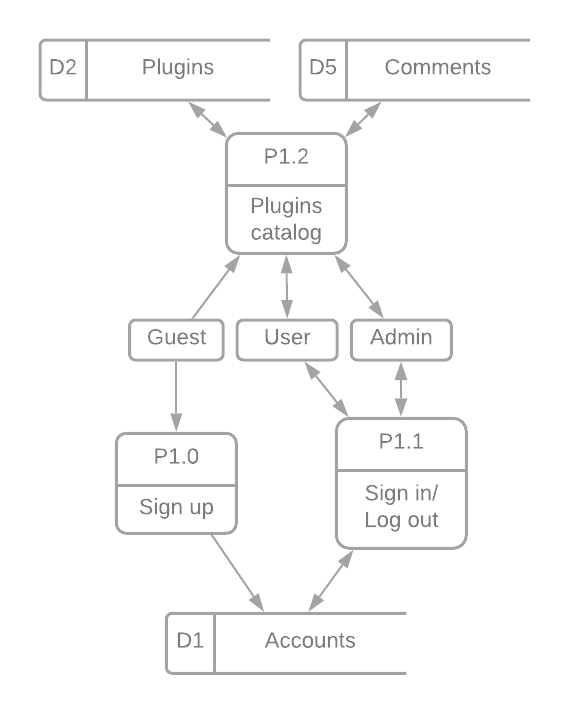 D2 Plugins
D5 Comments
P1.2
Plugins
catalog
Guest
User
Admin
P1.0
Sign up
P1.1
Sign in/
Log out
D1 Accounts